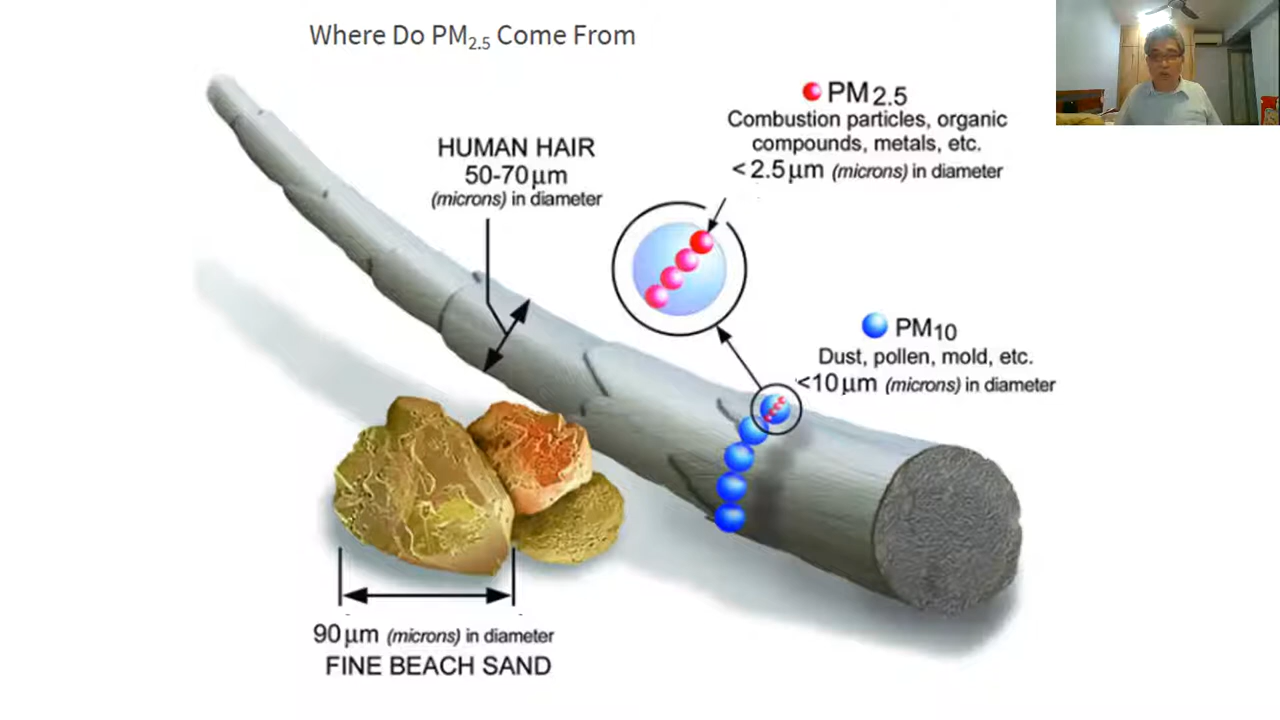 Where Do PM2.5 Come From
PM2.5
Combustion particles, organic
compounds, metals, etc.
<2.5µm (microns) in diameter
HUMAN HAIR
50-70µm
(microns) in diameter
PM10
Dust, pollen, mold, etc.
<10µm (microns) in diameter
90µm (microns) in diameter
FINE BEACH SAND